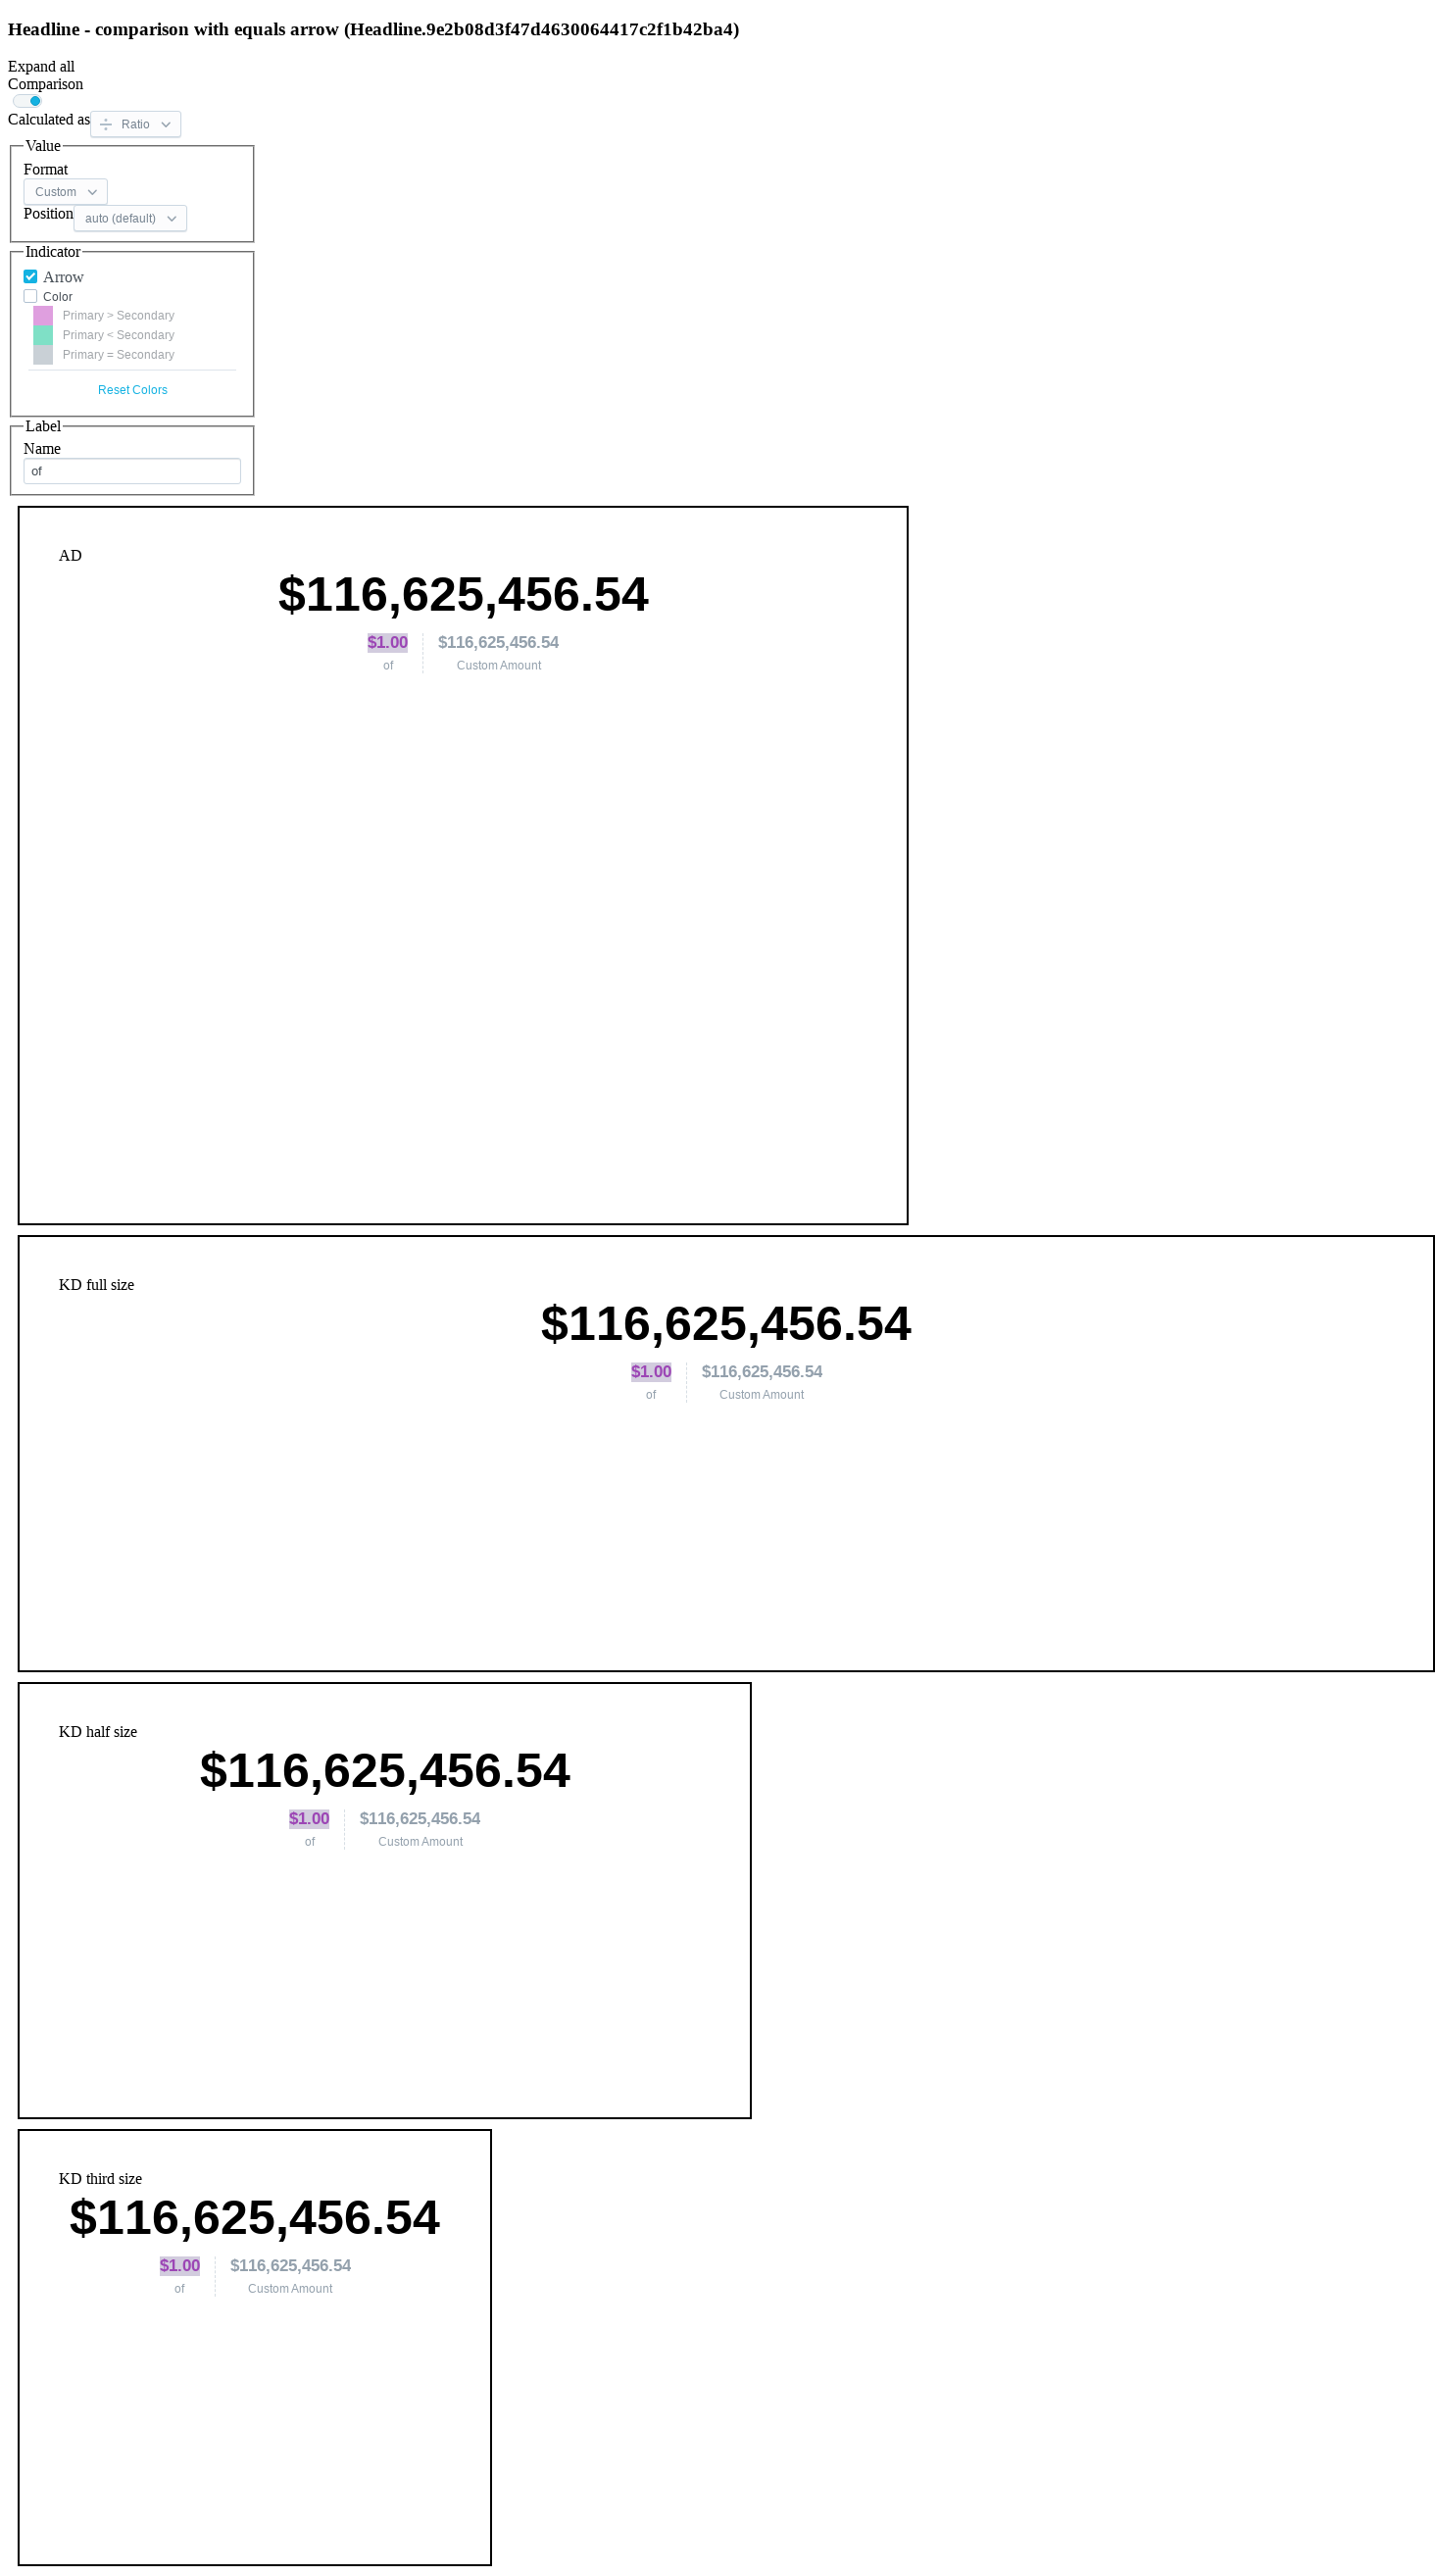 Headline - comparison with equals arrow (Headline.9e2b08d3f47d4630064417c2f1b42ba4)
Expand all
Comparison
Calculated as Ratio
Value
Format
Custom
Position auto (default)
Indicator
Arrow
Color
Primary > Secondary
Primary < Secondary
Primary = Secondary
Reset Colors
Label
Name
of
AD
$116,625,456.54
$1.00 $116,625,456.54
of Custom Amount
KD full size
$116,625,456.54
$1.00 $116,625,456.54
of Custom Amount
KD half size
$116,625,456.54
$1.00 $116,625,456.54
of Custom Amount
KD third size
$116,625,456.54
$1.00 $116,625,456.54
of Custom Amount